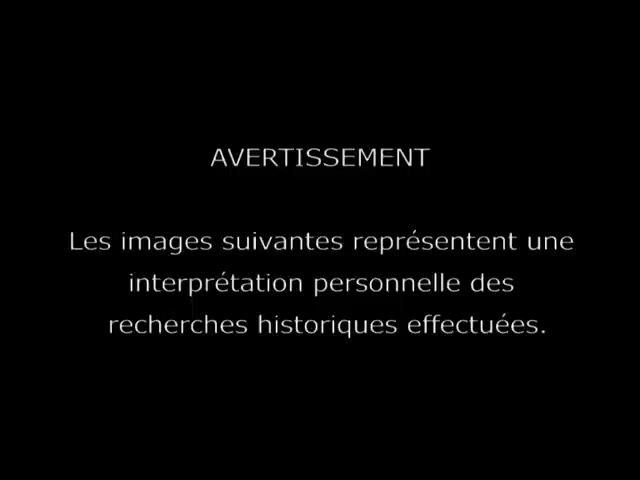 AVERTISSEMENT
Les images suivantes représentent une
interprétation personnelle des
recherches historiques effectuées.